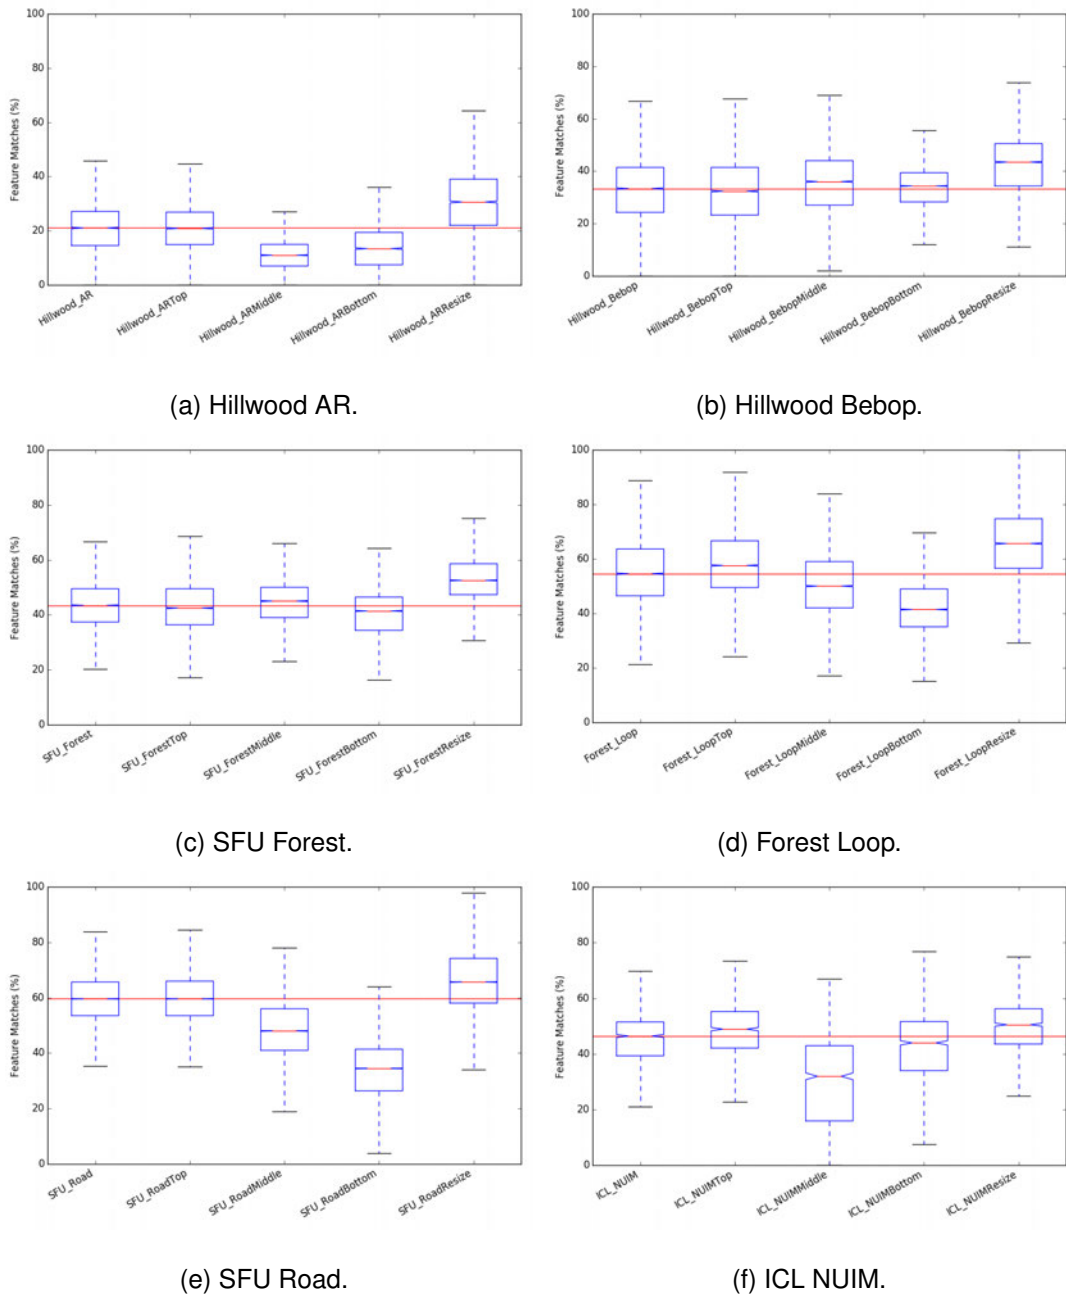 100
80
60
40
20
0
Feature Matches (%)
Hillwood_AR
Hillwood_ARTop
Hillwood_ARMiddle
Hillwood_ARBottom
Hillwood_ARResize
(a) Hillwood AR.
100
80
60
40
20
0
Feature Matches (%)
Hillwood_Bebop
Hillwood_BebopTop
Hillwood_BebopMiddle
Hillwood_BebopBottom
Hillwood_BebopResize
(b) Hillwood Bebop.
100
80
60
40
20
0
Feature Matches (%)
SFU_Forest
SFU_ForestTop
SFU_ForestMiddle
SFU_ForestBottom
SFU_ForestResize
(c) SFU Forest.
100
80
60
40
20
0
Feature Matches (%)
Forest_Loop
Forest_LoopTop
Forest_LoopMiddle
Forest_LoopBottom
Forest_LoopResize
(d) Forest Loop.
100
80
60
40
20
0
Feature Matches (%)
SFU_Road
SFU_RoadTop
SFU_RoadMiddle
SFU_RoadBottom
SFU_RoadResize
(e) SFU Road.
100
80
60
40
20
0
Feature Matches (%)
ICL_NUIM
ICL_NUIMTop
ICL_NUIMMiddle
ICL_NUIMBottom
ICL_NUIMResize
(f) ICL NUIM.